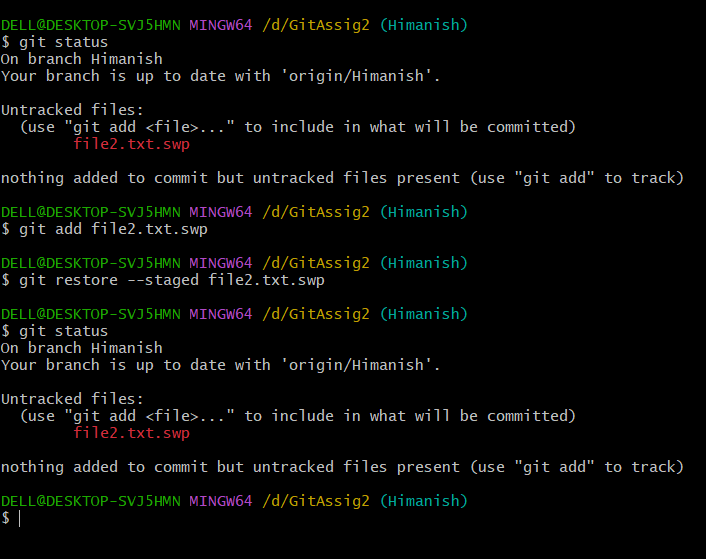 DELL@DESKTOP-SVJ5HMN MINGW64 /d/GitAssig2 (Himanish)
$ git status
On branch Himanish
Your branch is up to date with 'origin/Himanish'.

Untracked files:
  (use "git add <file>..." to include in what will be committed)
        file2.txt.swp

nothing added to commit but untracked files present (use "git add" to track)

DELL@DESKTOP-SVJ5HMN MINGW64 /d/GitAssig2 (Himanish)
$ git add file2.txt.swp

DELL@DESKTOP-SVJ5HMN MINGW64 /d/GitAssig2 (Himanish)
$ git restore --staged file2.txt.swp

DELL@DESKTOP-SVJ5HMN MINGW64 /d/GitAssig2 (Himanish)
$ git status
On branch Himanish
Your branch is up to date with 'origin/Himanish'.

Untracked files:
  (use "git add <file>..." to include in what will be committed)
        file2.txt.swp

nothing added to commit but untracked files present (use "git add" to track)

DELL@DESKTOP-SVJ5HMN MINGW64 /d/GitAssig2 (Himanish)
$